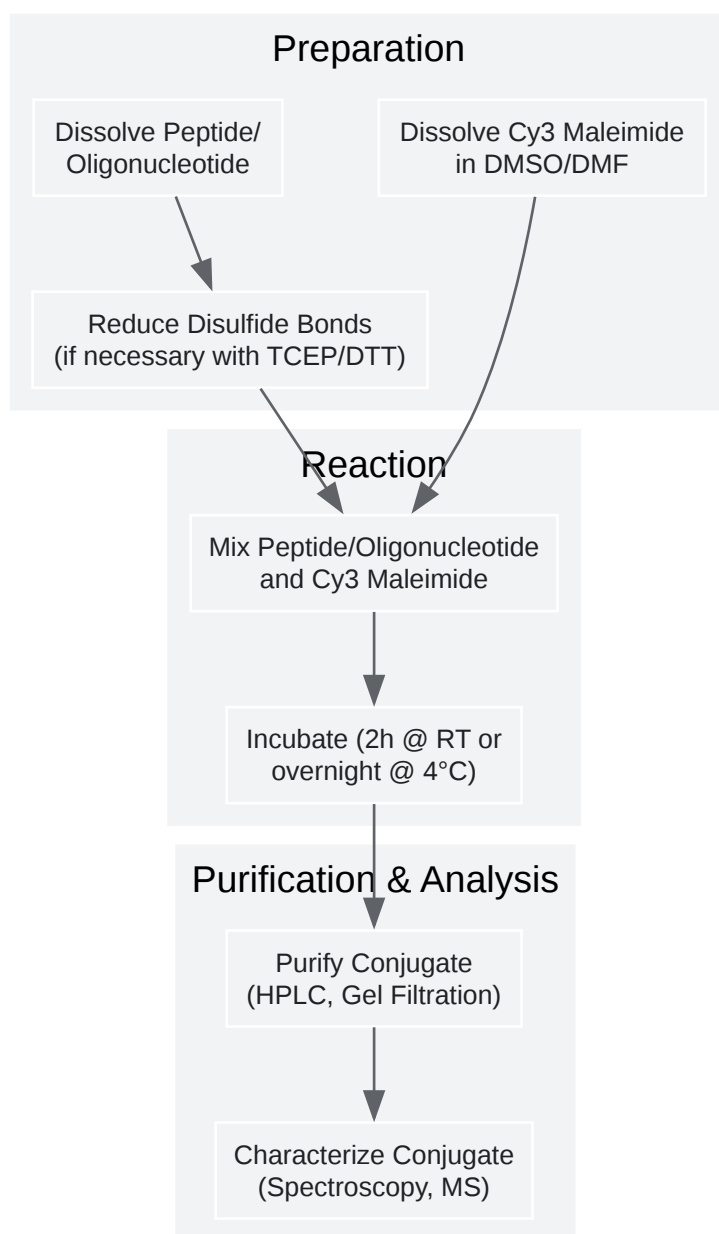 Preparation
Dissolve Peptide/
Oligonucleotide
Dissolve Cy3 Maleimide
in DMSO/DMF
Reduce Disulfide Bonds
(if necessary with TCEP/DTT)
Reaction
Mix Peptide/Oligonucleotide
and Cy3 Maleimide
Incubate (2h @ RT or
overnight @ 4°C)
Purification & Analysis
Purify Conjugate
(HPLC, Gel Filtration)
Characterize Conjugate
(Spectroscopy, MS)